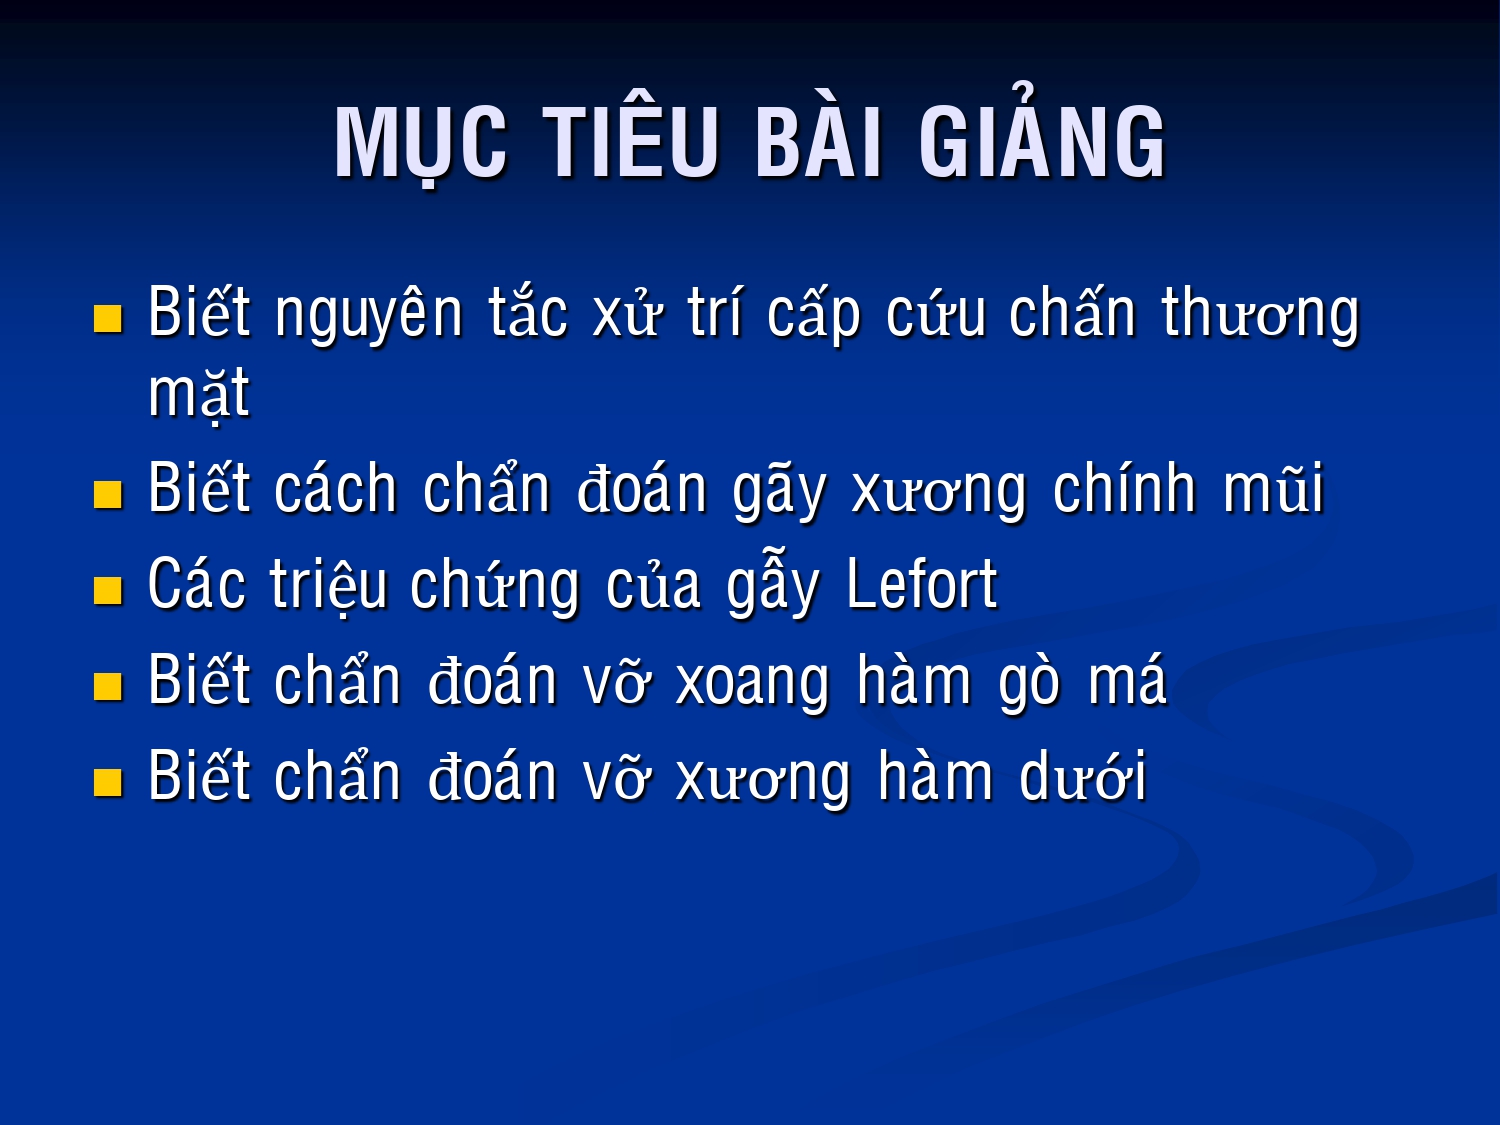 MỤC TIÊU BÀI GIẢNG
Biết nguyên tắc xử trí cấp cứu chấn thương
mặt
Biết cách chẩn đoán gãy xương chính mũi
Các triệu chứng của gẫy Lefort
Biết chẩn đoán vỡ xoang hàm gò má
Biết chẩn đoán vỡ xương hàm dưới